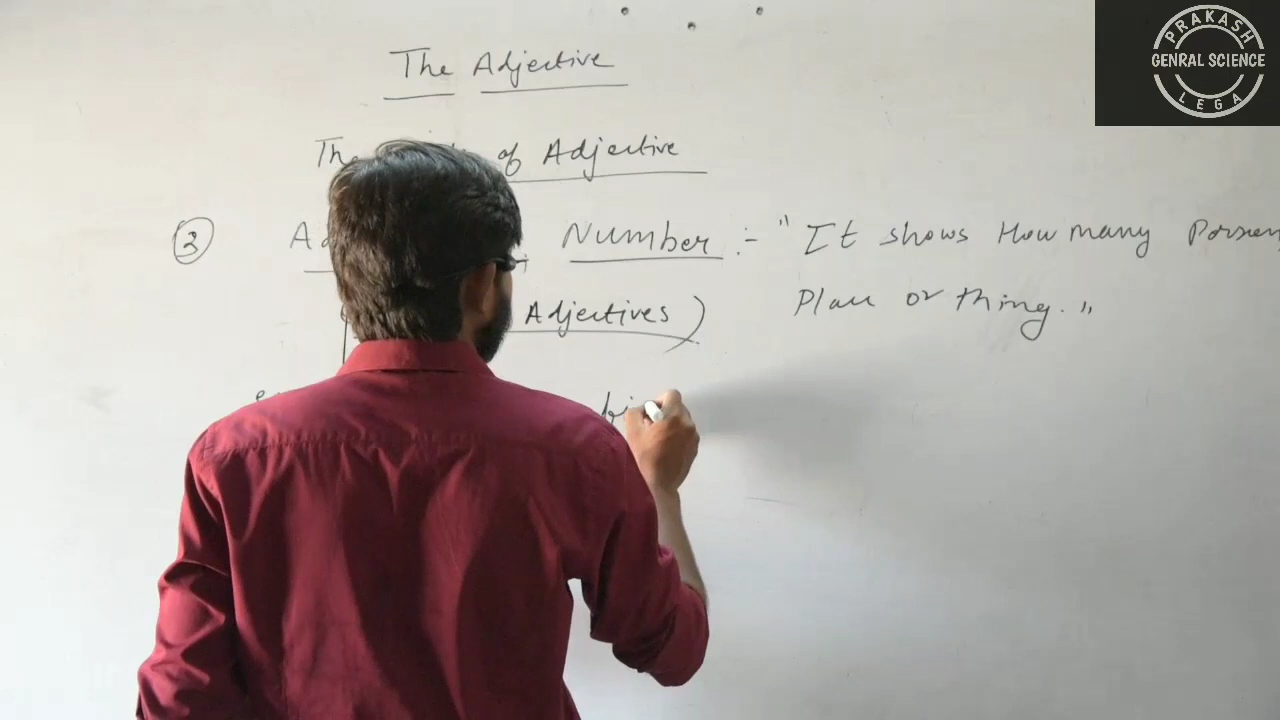 The Adjective
The of Adjective
3 Number :- " It shows How many Person
Adjectives) Place or thing. "
PRAKASH
GENRAL SCIENCE
LEGA